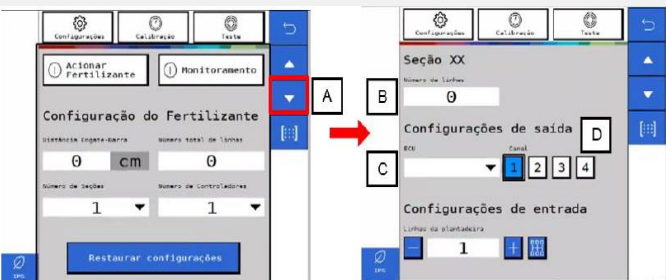 Configurações Calibração Teste
Acionar Fertilizante
Monitoramento
Configuração do Fertilizante
Distância Engate-Barra Número total de linhas
0 cm 0
Número de Seções Número de Controladores
1 1
Restaurar configurações
A
Configurações Calibração Teste
Seção XX
Número de linhas
B 0
Configurações de saída D
ECU Canal
C 1 2 3 4
Configurações de entrada
Linhas da plantadeira
- 1 +